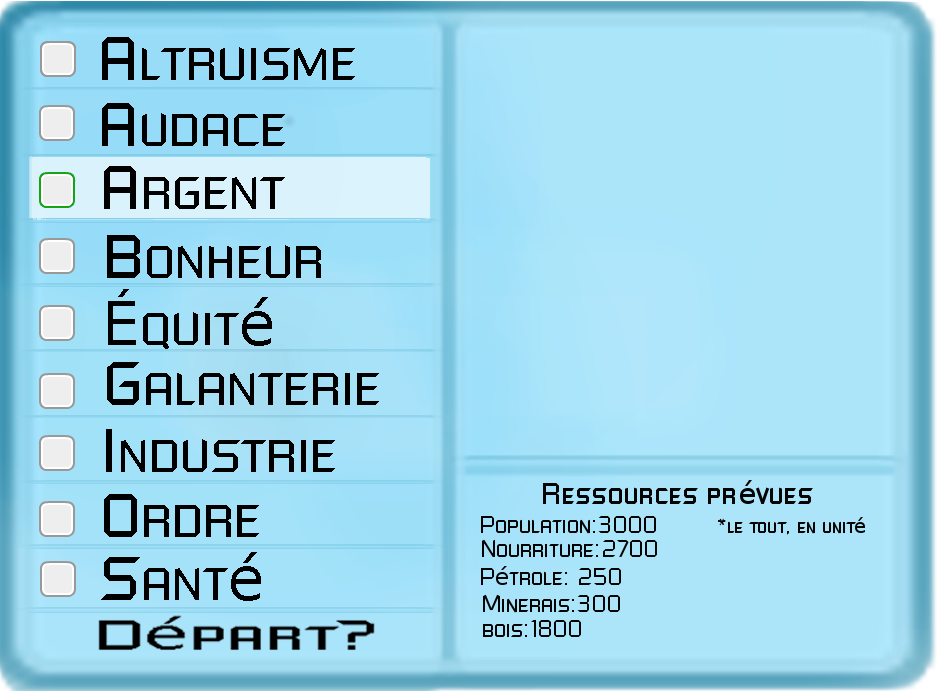 Altruisme
Audace
Argent
Bonheur
Équité
Galanterie
Industrie
Ordre
Santé
Départ?
Ressources prévues
Population:3000 *le tout, en unité
Nourriture:2700
Pétrole: 250
Minerais:300
bois:1800